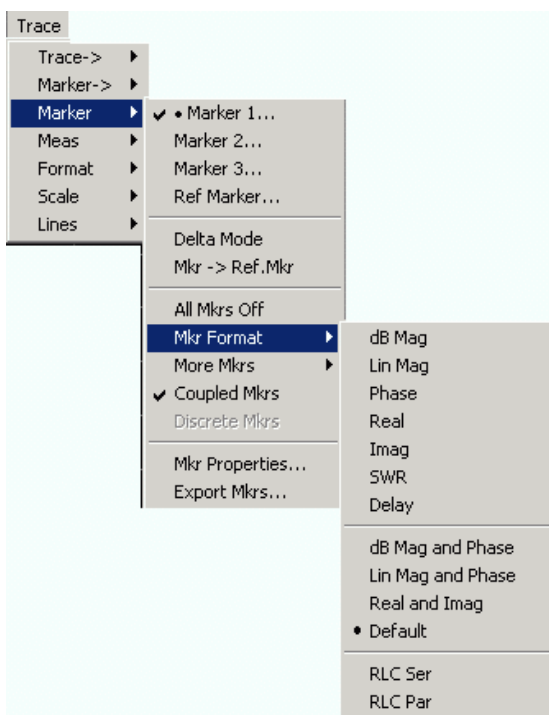 Trace
Trace->
Marker->
Marker
Meas
Format
Scale
Lines
Marker 1...
Marker 2...
Marker 3...
Ref Marker...
Delta Mode
Mkr -> Ref.Mkr
All Mkrs Off
Mkr Format
More Mkrs
Coupled Mkrs
Discrete Mkrs
Mkr Properties...
Export Mkrs...
dB Mag
Lin Mag
Phase
Real
Imag
SWR
Delay
dB Mag and Phase
Lin Mag and Phase
Real and Imag
Default
RLC Ser
RLC Par